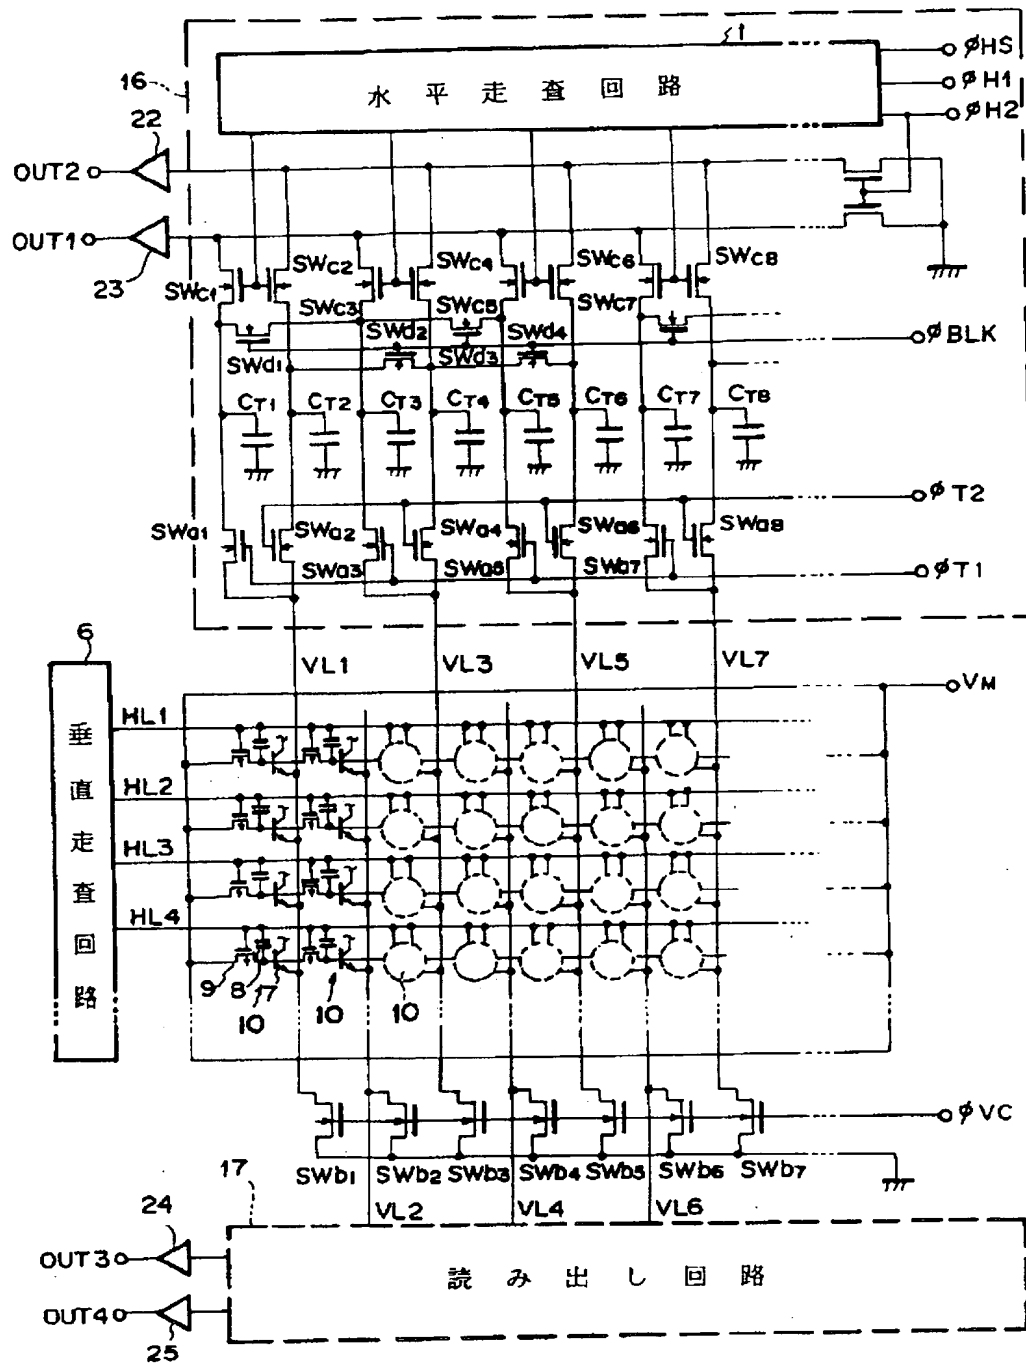 1
水平走査回路
16
φHS
φH1
φH2
22
OUT2
OUT1
23
SWC1
SWC2
SWC3
SWC4
SWC5
SWC6
SWC7
SWC8
SWd1
SWd2
SWd3
SWd4
φBLK
CT1
CT2
CT3
CT4
CT5
CT6
CT7
CT8
φT2
SWa1
SWa2
SWa3
SWa4
SWa5
SWa6
SWa7
SWa8
φT1
6
VL1
VL3
VL5
VL7
VM
垂直走査回路
HL1
HL2
HL3
HL4
9
8
17
10
10
10
φVC
SWb1
SWb2
SWb3
SWb4
SWb5
SWb6
SWb7
17
VL2
VL4
VL6
24
OUT3
読み出し回路
OUT4
25